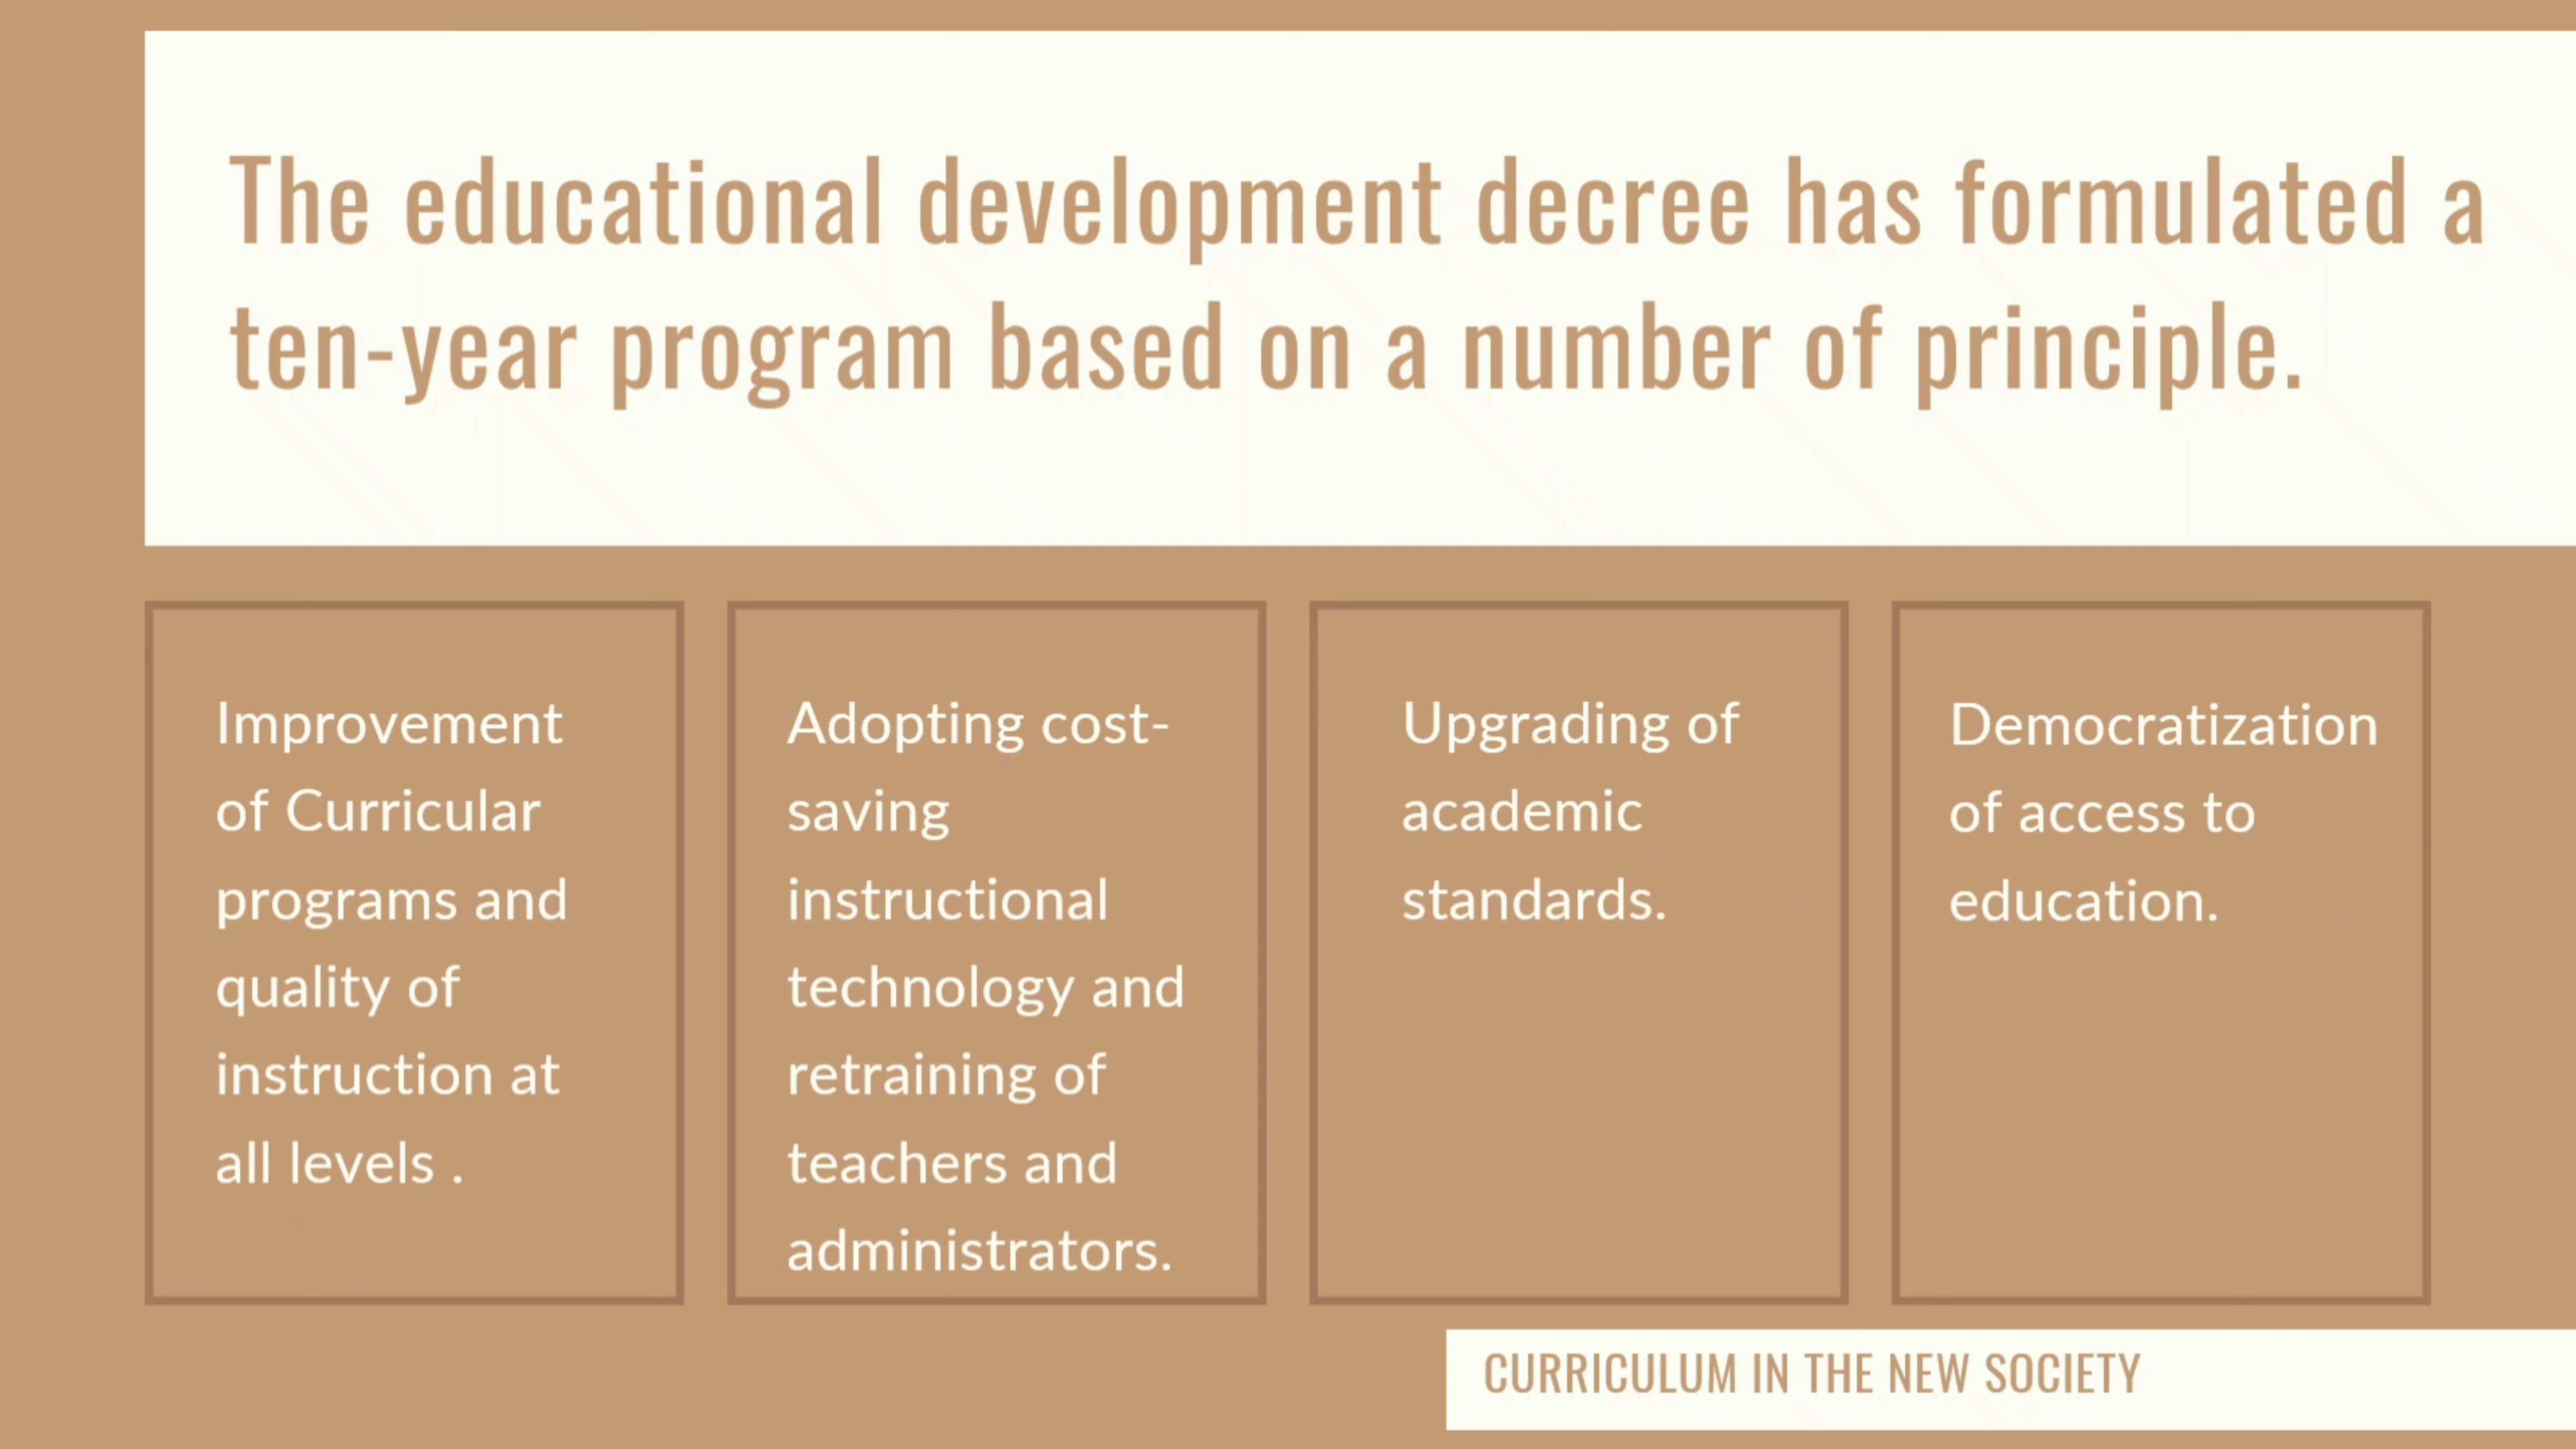 The educational development decree has formulated a
ten-year program based on a number of principle.
Improvement
of Curricular
programs and
quality of
instruction at
all levels .
Adopting cost-
saving
instructional
technology and
retraining of
teachers and
administrators.
Upgrading of
academic
standards.
Democratization
of access to
education.
CURRICULUM IN THE NEW SOCIETY